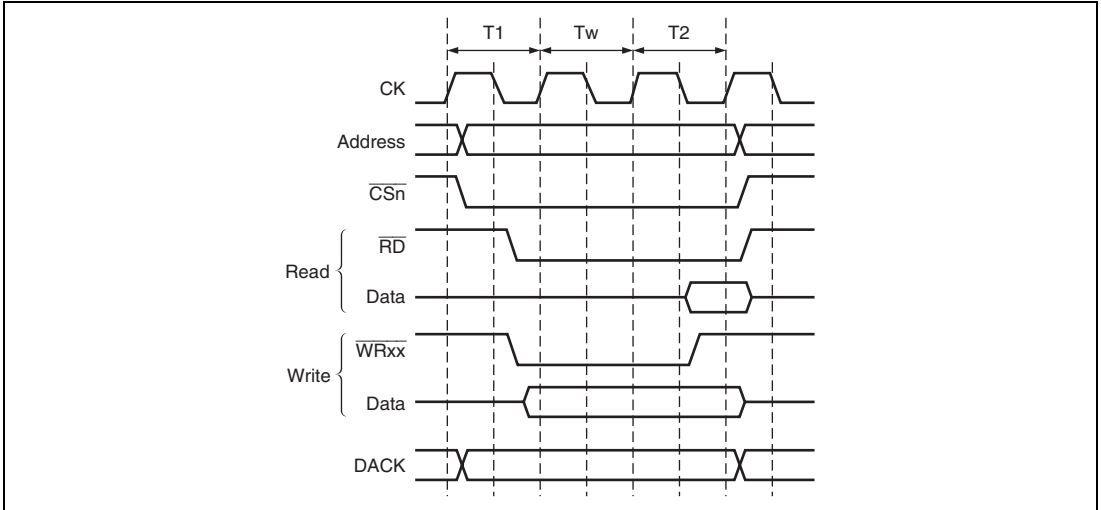 T1 Tw T2
CK
Address
CSn
RD
Read
Data
WRxx
Write
Data
DACK